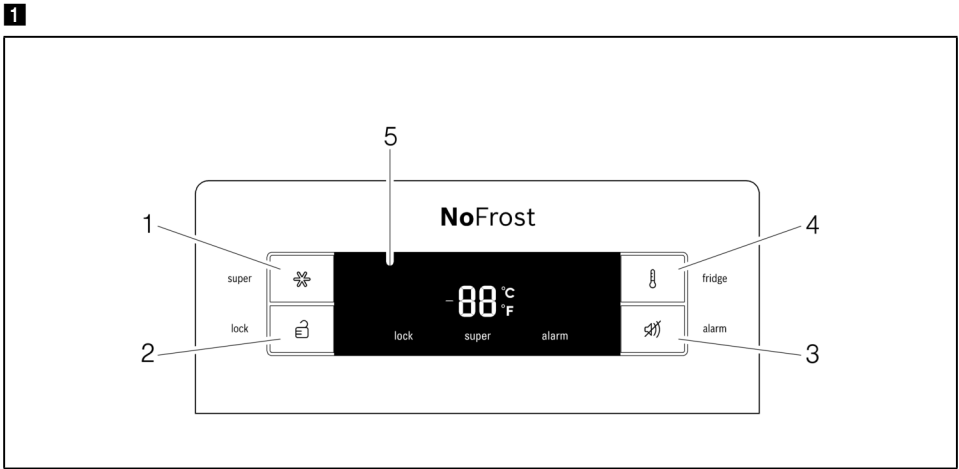 1
5
NoFrost
1
4
super
fridge
-88 °C
°F
lock
alarm
lock super alarm
2
3